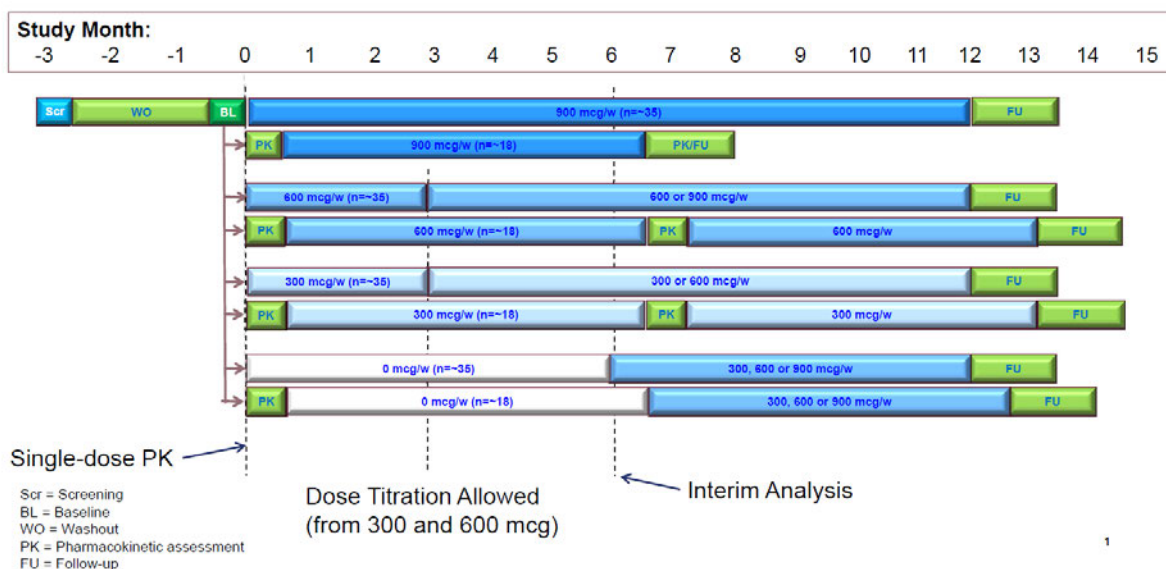 Study Month:
-3 -2 -1 0 1 2 3 4 5 6 7 8 9 10 11 12 13 14 15
Scr WO BL 900 mcg/w (n=~35) FU
PK 900 mcg/w (n=~18) PK/FU
600 mcg/w (n=~35) 600 or 900 mcg/w FU
PK 600 mcg/w (n=~18) PK 600 mcg/w FU
300 mcg/w (n=~35) 300 or 600 mcg/w FU
PK 300 mcg/w (n=~18) PK 300 mcg/w FU
0 mcg/w (n=~35) 300, 600 or 900 mcg/w FU
PK 0 mcg/w (n=~18) 300, 600 or 900 mcg/w FU
Single-dose PK
Dose Titration Allowed
(from 300 and 600 mcg)
Interim Analysis
Scr = Screening
BL = Baseline
WO = Washout
PK = Pharmacokinetic assessment
FU = Follow-up
1